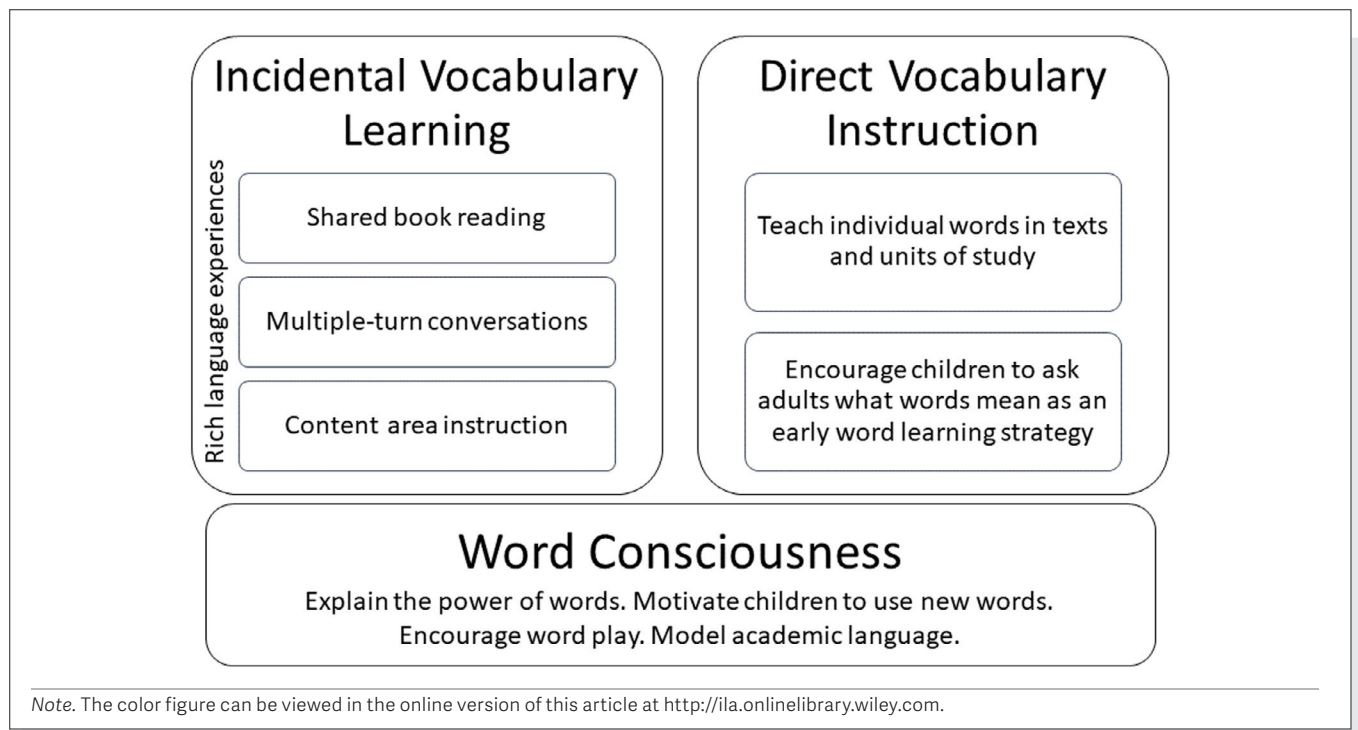 Incidental Vocabulary
Learning
Rich language experiences
Shared book reading
Multiple-turn conversations
Content area instruction
Direct Vocabulary
Instruction
Teach individual words in texts
and units of study
Encourage children to ask
adults what words mean as an
early word learning strategy
Word Consciousness
Explain the power of words. Motivate children to use new words.
Encourage word play. Model academic language.
Note. The color figure can be viewed in the online version of this article at http://ila.onlinelibrary.wiley.com.